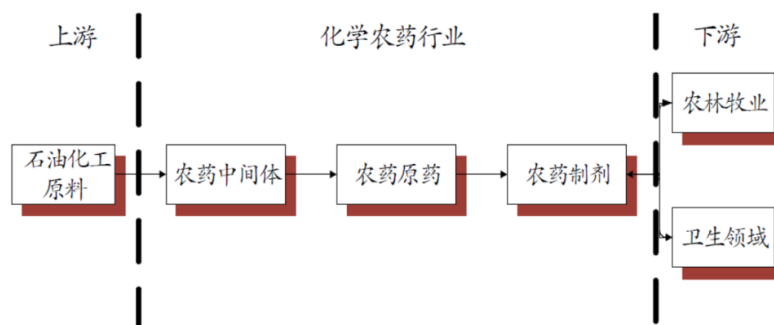 上游
化学农药行业
下游
石油化工
原料
农药中间体
农药原药
农药制剂
农林牧业
卫生领域